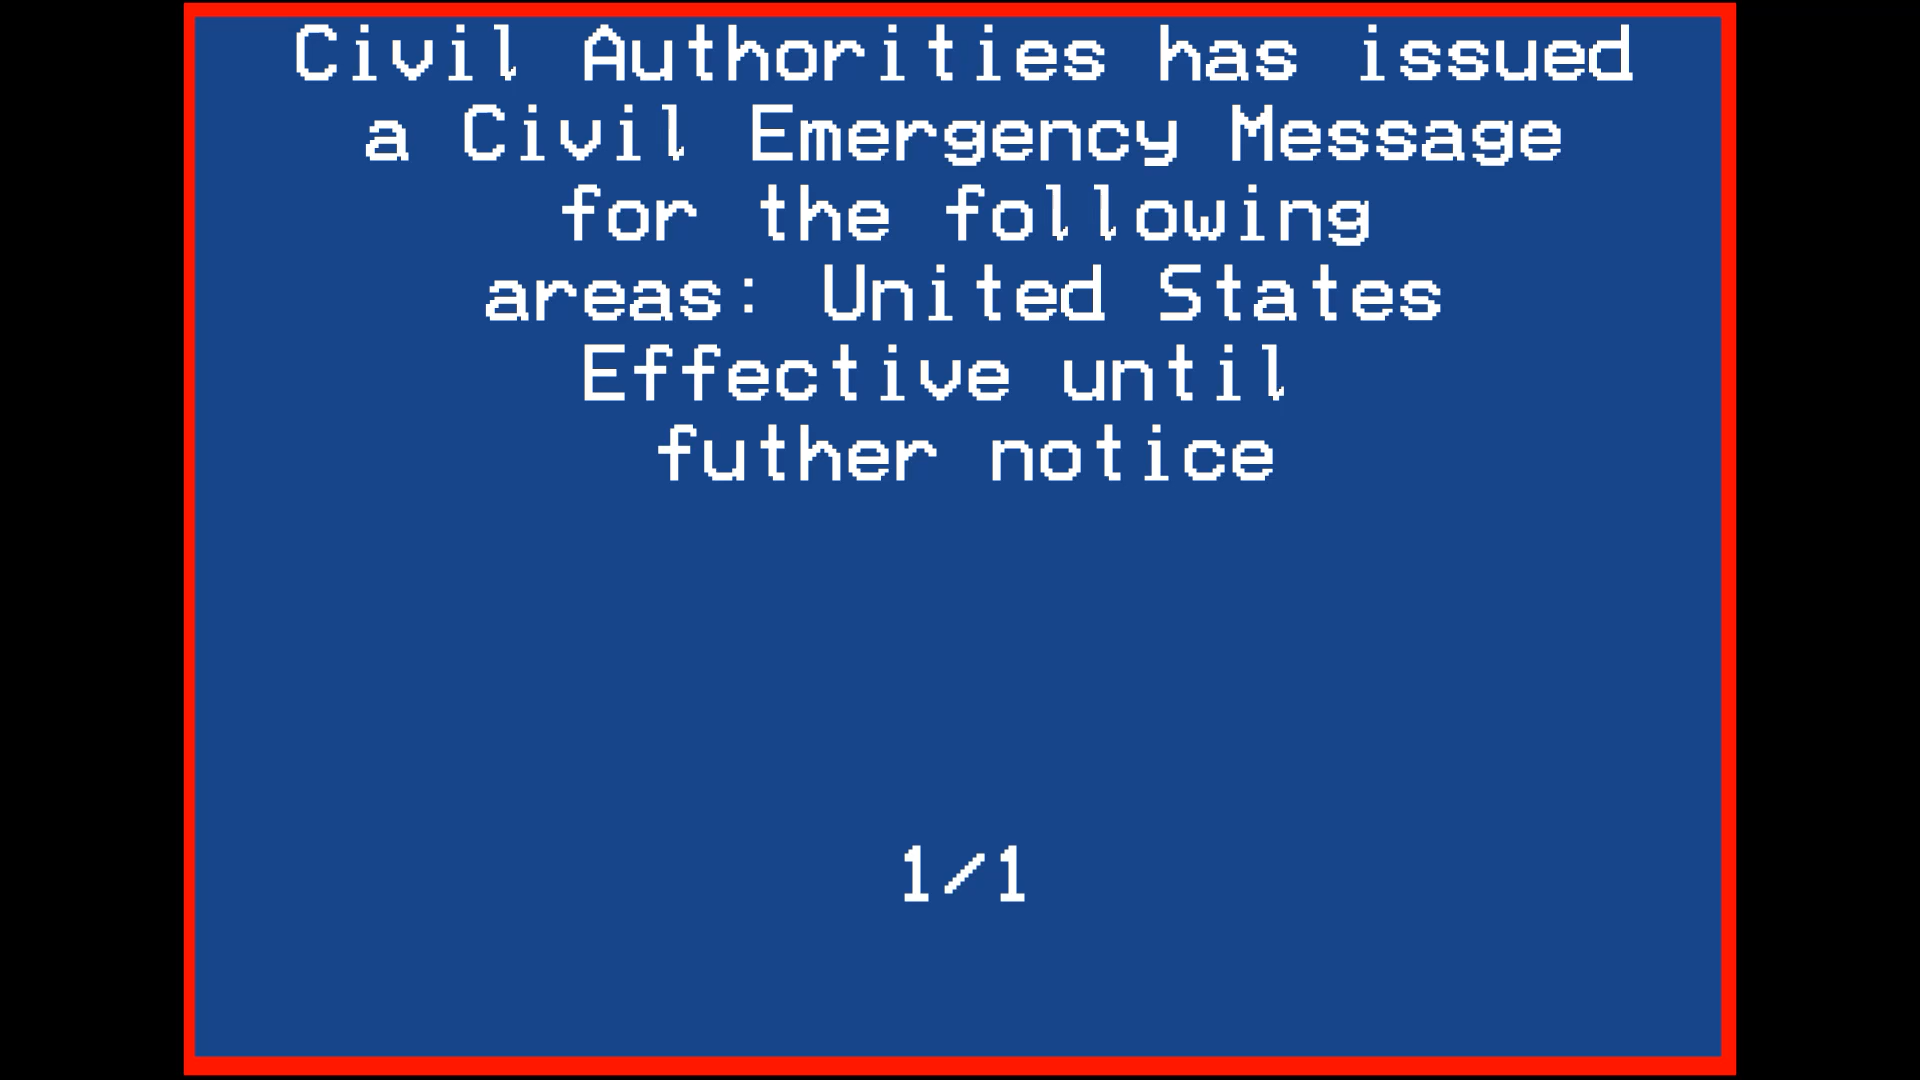 Civil Authorities has issued
a Civil Emergency Message
for the following
areas: United States
Effective until
futher notice
1/1